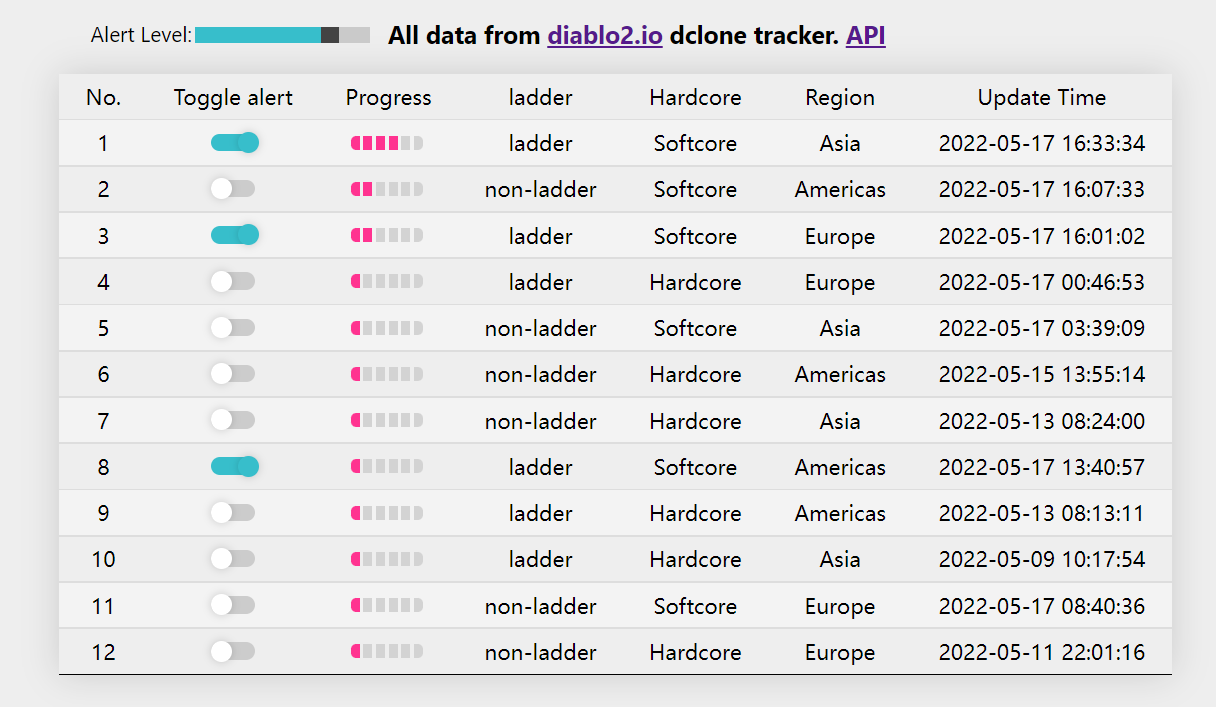 Alert Level: All data from diablo2.io dclone tracker. API
No. Toggle alert Progress ladder Hardcore Region Update Time
1 ladder Softcore Asia 2022-05-17 16:33:34
2 non-ladder Softcore Americas 2022-05-17 16:07:33
3 ladder Softcore Europe 2022-05-17 16:01:02
4 ladder Hardcore Europe 2022-05-17 00:46:53
5 non-ladder Softcore Asia 2022-05-17 03:39:09
6 non-ladder Hardcore Americas 2022-05-15 13:55:14
7 non-ladder Hardcore Asia 2022-05-13 08:24:00
8 ladder Softcore Americas 2022-05-17 13:40:57
9 ladder Hardcore Americas 2022-05-13 08:13:11
10 ladder Hardcore Asia 2022-05-09 10:17:54
11 non-ladder Softcore Europe 2022-05-17 08:40:36
12 non-ladder Hardcore Europe 2022-05-11 22:01:16